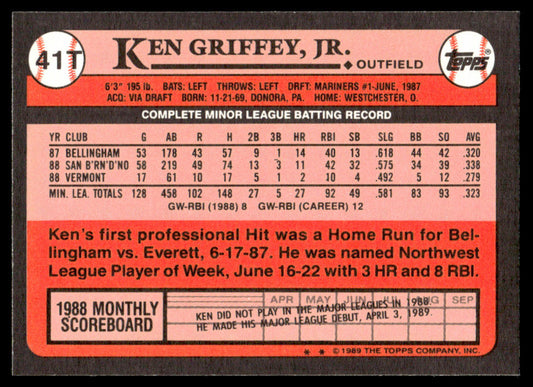 41T
KEN GRIFFEY, JR.
OUTFIELD
topps
6'3" 195 lb. BATS: LEFT THROWS: LEFT DRFT: MARINERS #1-JUNE, 1987
ACQ: VIA DRAFT BORN: 11-21-69, DONORA, PA. HOME: WESTCHESTER, O.
COMPLETE MINOR LEAGUE BATTING RECORD
YR CLUB G AB R H 2B 3B HR RBI SB SLG BB SO AVG
87 BELLINGHAM 53 178 43 57 9 1 14 40 13 .618 44 42 .320
88 SAN B'RN'D'NO 58 219 49 74 13 3 11 42 32 .575 34 39 .338
88 VERMONT 17 61 10 17 5 1 2 10 4 .492 5 12 .279
MIN. LEA. TOTALS 128 458 102 148 27 5 27 92 49 .581 83 93 .323
GW-RBI (1988) 8 GW-RBI (CAREER) 12
Ken's first professional Hit was a Home Run for Bel-
lingham vs. Everett, 6-17-87. He was named Northwest
League Player of Week, June 16-22 with 3 HR and 8 RBI.
1988 MONTHLY
SCOREBOARD
APR MAY JUN JUL AUG SEP
KEN DID NOT PLAY IN THE MAJOR LEAGUES IN 1988.
HE MADE HIS MAJOR LEAGUE DEBUT, APRIL 3, 1989.
* * ©1989 THE TOPPS COMPANY, INC.